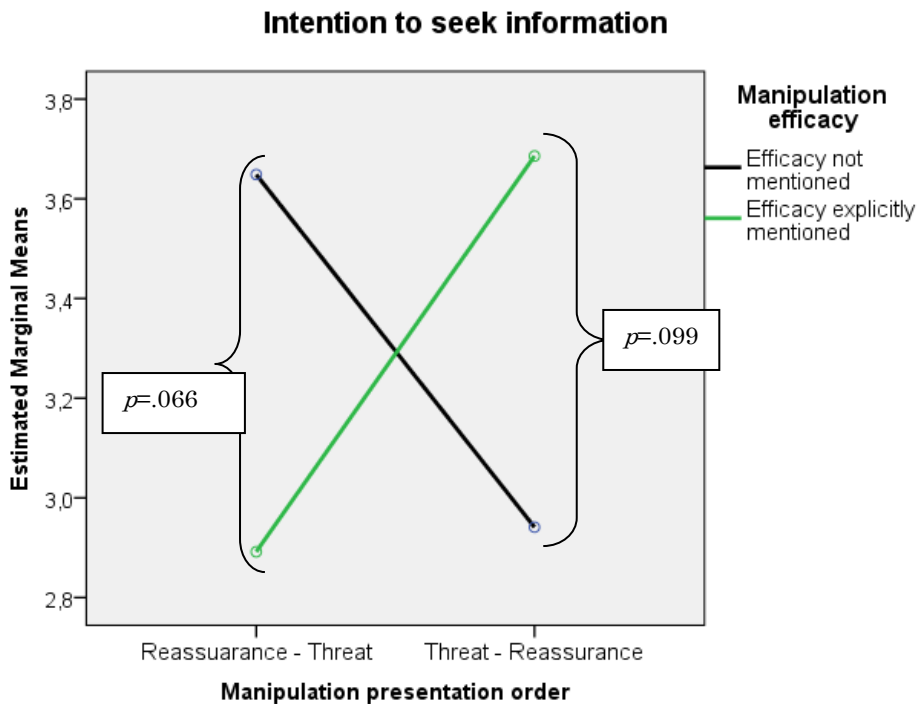 Intention to seek information
Manipulation
efficacy
Efficacy not
mentioned
Efficacy explicitly
mentioned
Estimated Marginal Means
3,8
3,6
3,4
3,2
3,0
2,8
p=.066
p=.099
Reassuarance - Threat
Threat - Reassurance
Manipulation presentation order